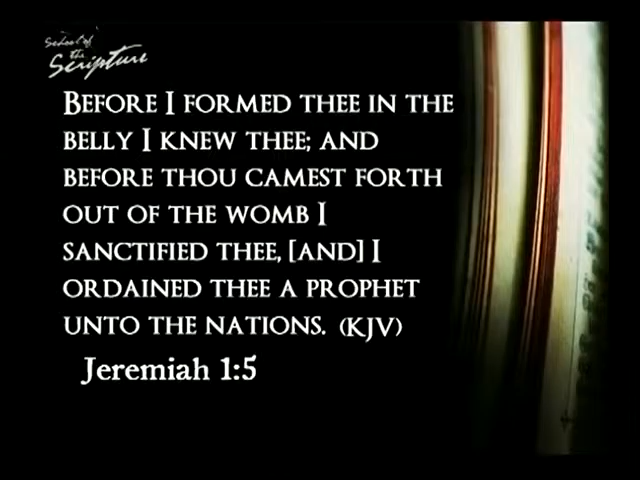 School of
the
Scripture
BEFORE I FORMED THEE IN THE
BELLY I KNEW THEE; AND
BEFORE THOU CAMEST FORTH
OUT OF THE WOMB I
SANCTIFIED THEE, [AND] I
ORDAINED THEE A PROPHET
UNTO THE NATIONS. (KJV)
Jeremiah 1:5